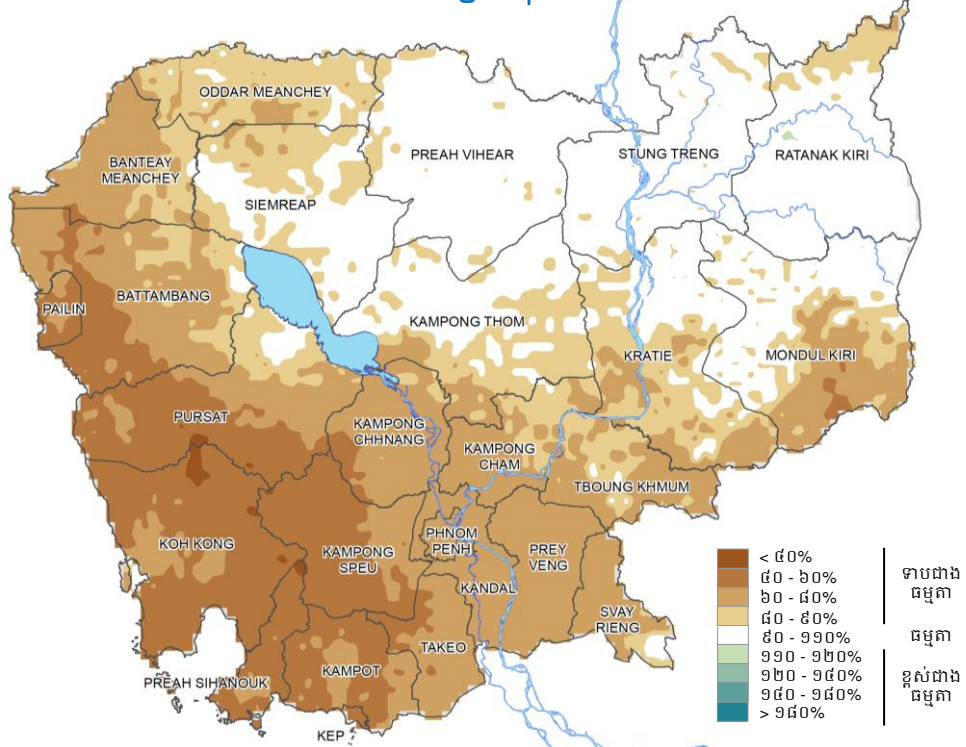 ODDAR MEANCHEY
BANTEAY
MEANCHEY
PREAH VIHEAR
STUNG TRENG
RATANAK KIRI
SIEMREAP
BATTAMBANG
PAILIN
KAMPONG THOM
KRATIE
MONDUL KIRI
PURSAT
KAMPONG
CHHNANG
KAMPONG
CHAM
TBOUNG KHMUM
KOH KONG
KAMPONG
SPEU
PHNOM
PENH
PREY
VENG
KANDAL
SVAY
RIENG
TAKEO
KAMPOT
PREAH SIHANOUK
KEP
< ៤០%
៤០ - ៦០%
៦០ - ៨០%
៨០ - ៩០%
៩០ - ១១០%
១១០ - ១២០%
១២០ - ១៤០%
១៤០ - ១៨០%
> ១៨០%
ទាបជាង
ធម្មតា
ធម្មតា
ខ្ពស់ជាង
ធម្មតា